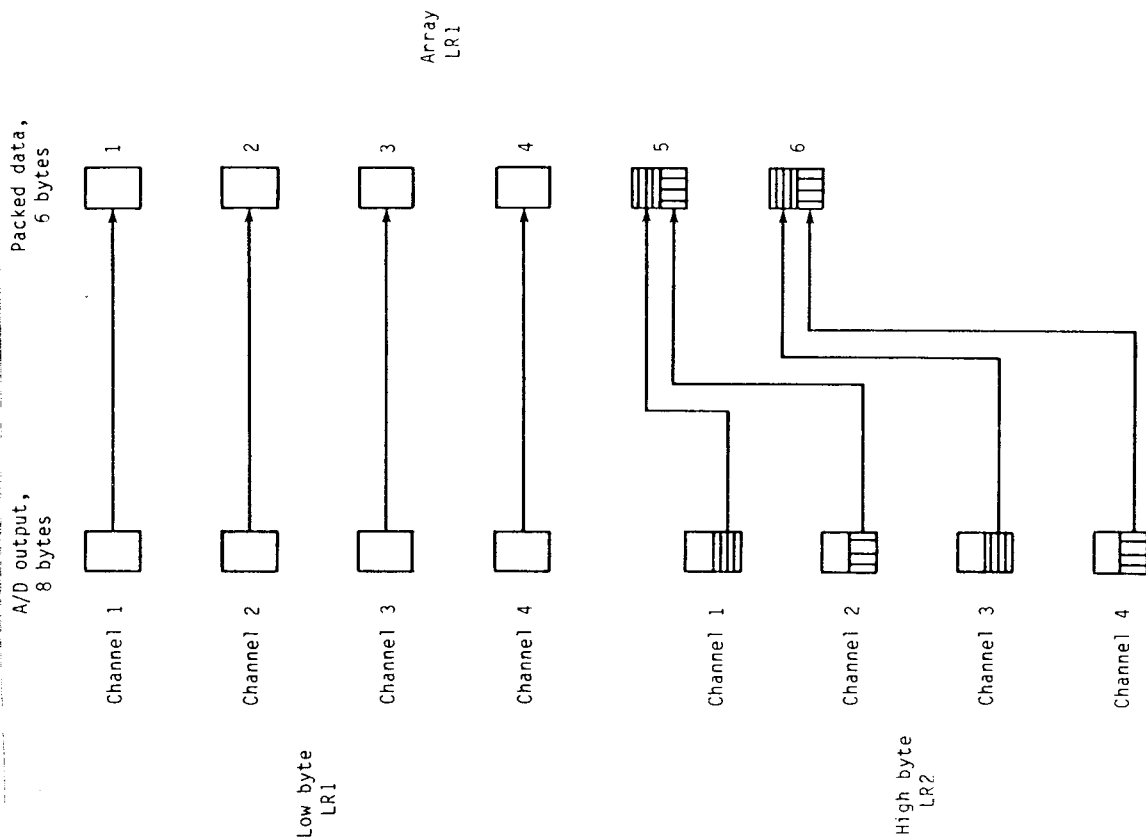 A/D output,
8 bytes
Packed data,
6 bytes
Low byte
LR1
Channel 1
1
Channel 2
2
Channel 3
3
Channel 4
4
Array
LR1
High byte
LR2
Channel 1
5
Channel 2
Channel 3
6
Channel 4